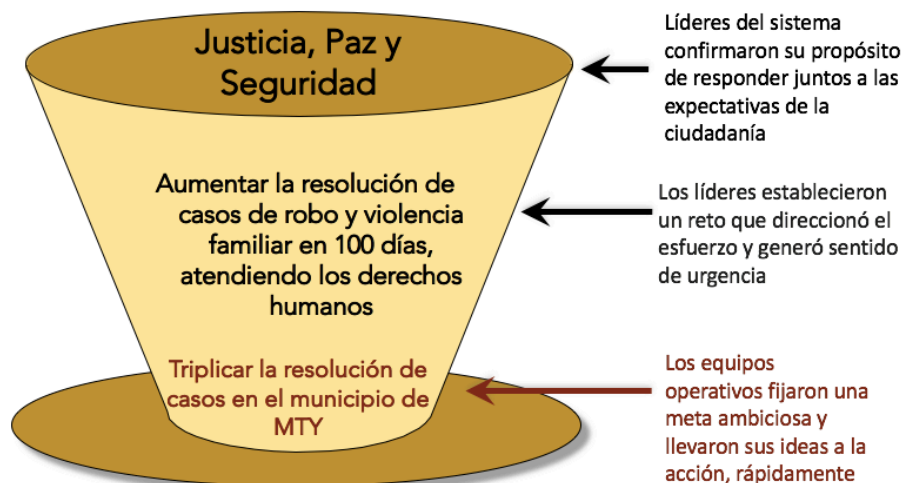 Justicia, Paz y
Seguridad
Líderes del sistema
confirmaron su propósito
de responder juntos a las
expectativas de la
ciudadanía
Aumentar la resolución de
casos de robo y violencia
familiar en 100 días,
atendiendo los derechos
humanos
Los líderes establecieron
un reto que direccionó el
esfuerzo y generó sentido
de urgencia
Triplicar la resolución de
casos en el municipio de
MTY
Los equipos
operativos fijaron una
meta ambiciosa y
llevaron sus ideas a la
acción, rápidamente